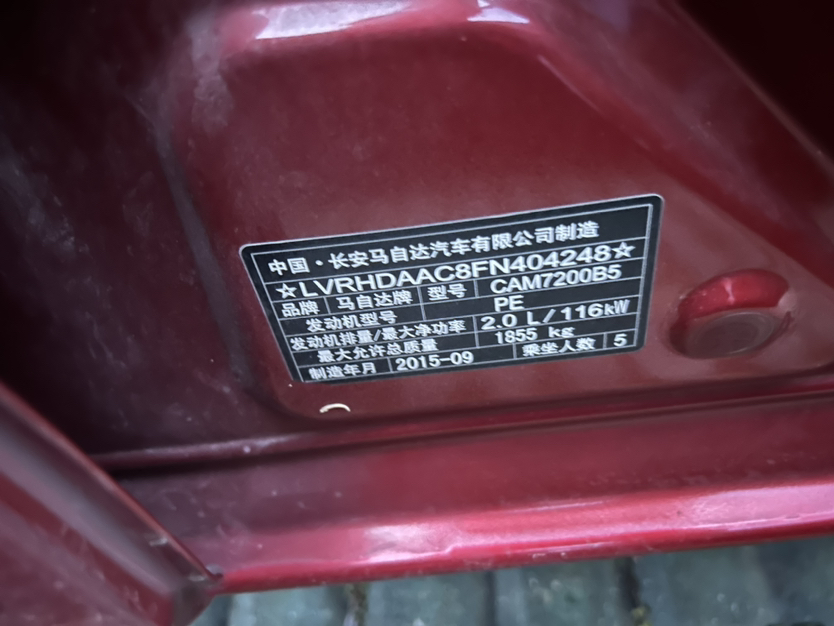 中国·长安马自达汽车有限公司制造
☆LVRHDAAC8FN404248☆
品牌 马自达牌 型号 CAM7200B5
发动机型号 PE
发动机排量/最大净功率 2.0 L/116kW
最大允许总质量 1855 kg
制造年月 2015-09 乘坐人数 5